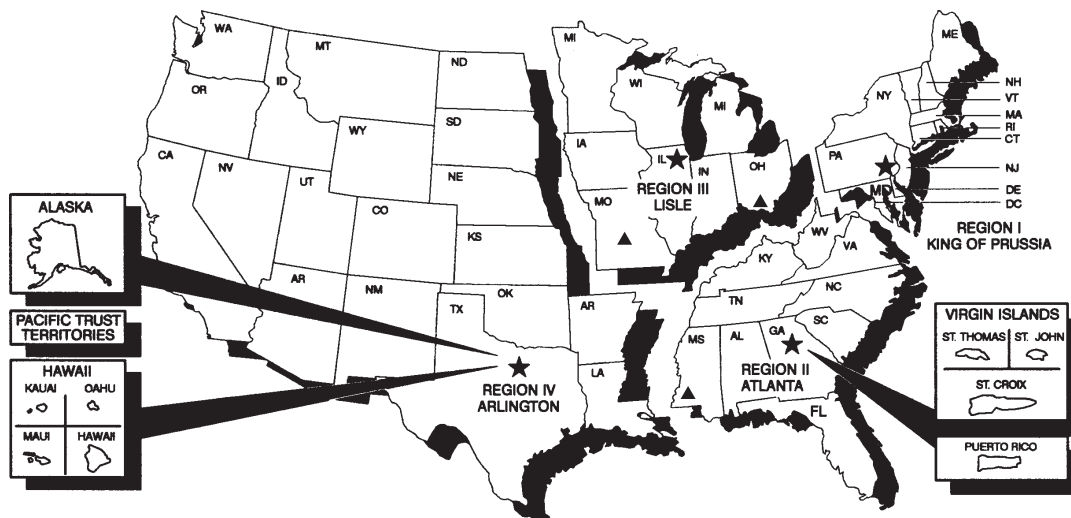 WA
MT
ND
MI
ME
OR
ID
SD
WI
MI
NY
NH
VT
MA
RI
CT
WY
IA
PA
NJ
CA
NV
UT
NE
IL
IN
OH
MD
DE
DC
REGION III
LISLE
REGION I
KING OF PRUSSIA
CO
MO
WV
VA
KS
KY
ALASKA
AR
NM
OK
TX
AR
TN
NC
SC
PACIFIC TRUST
TERRITORIES
MS
AL
GA
VIRGIN ISLANDS
ST. THOMAS
ST. JOHN
ST. CROIX
HAWAII
KAUAI
OAHU
MAUI
HAWAII
REGION IV
ARLINGTON
LA
REGION II
ATLANTA
FL
PUERTO RICO